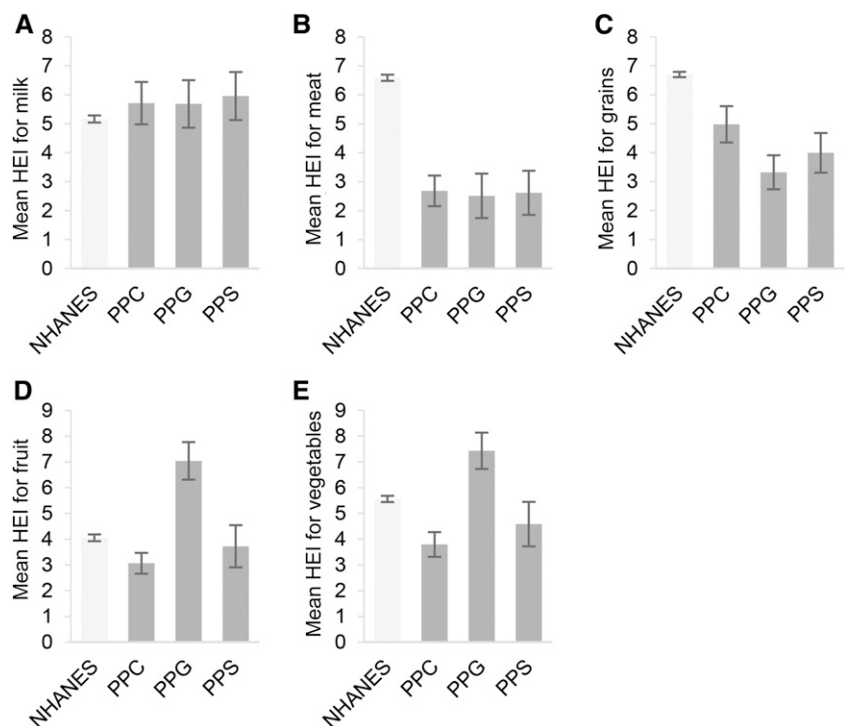 A
Mean HEI for milk
8
7
6
5
4
3
2
1
0
NHANES
PPC
PPG
PPS
B
Mean HEI for meat
8
7
6
5
4
3
2
1
0
NHANES
PPC
PPG
PPS
C
Mean HEI for grains
8
7
6
5
4
3
2
1
0
NHANES
PPC
PPG
PPS
D
Mean HEI for fruit
9
8
7
6
5
4
3
2
1
0
NHANES
PPC
PPG
PPS
E
Mean HEI for vegetables
9
8
7
6
5
4
3
2
1
0
NHANES
PPC
PPG
PPS